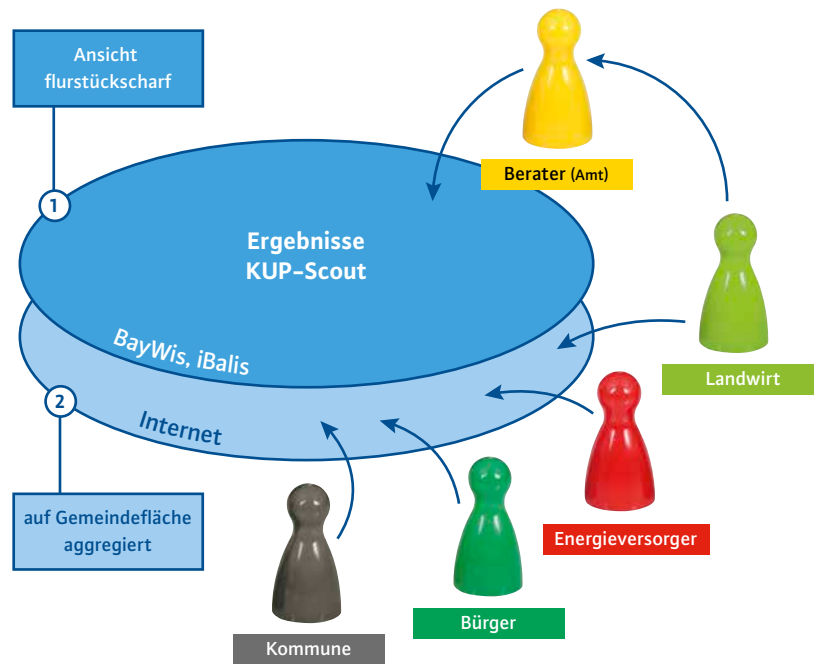 Ansicht
flurstückscharf
1
Berater (Amt)
Ergebnisse
KUP-Scout
BayWis, iBalis
Landwirt
2
Internet
auf Gemeindefläche
aggregiert
Energieversorger
Bürger
Kommune